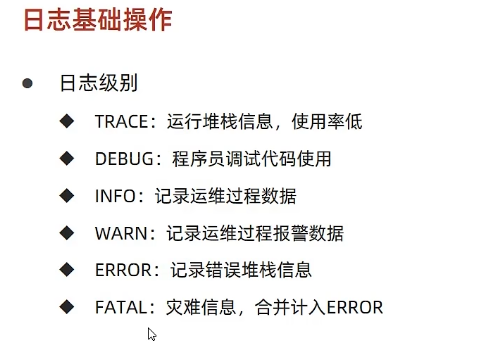 日志基础操作
日志级别
TRACE：运行堆栈信息，使用率低
DEBUG：程序员调试代码使用
INFO：记录运维过程数据
WARN：记录运维过程报警数据
ERROR：记录错误堆栈信息
FATAL：灾难信息，合并计入ERROR